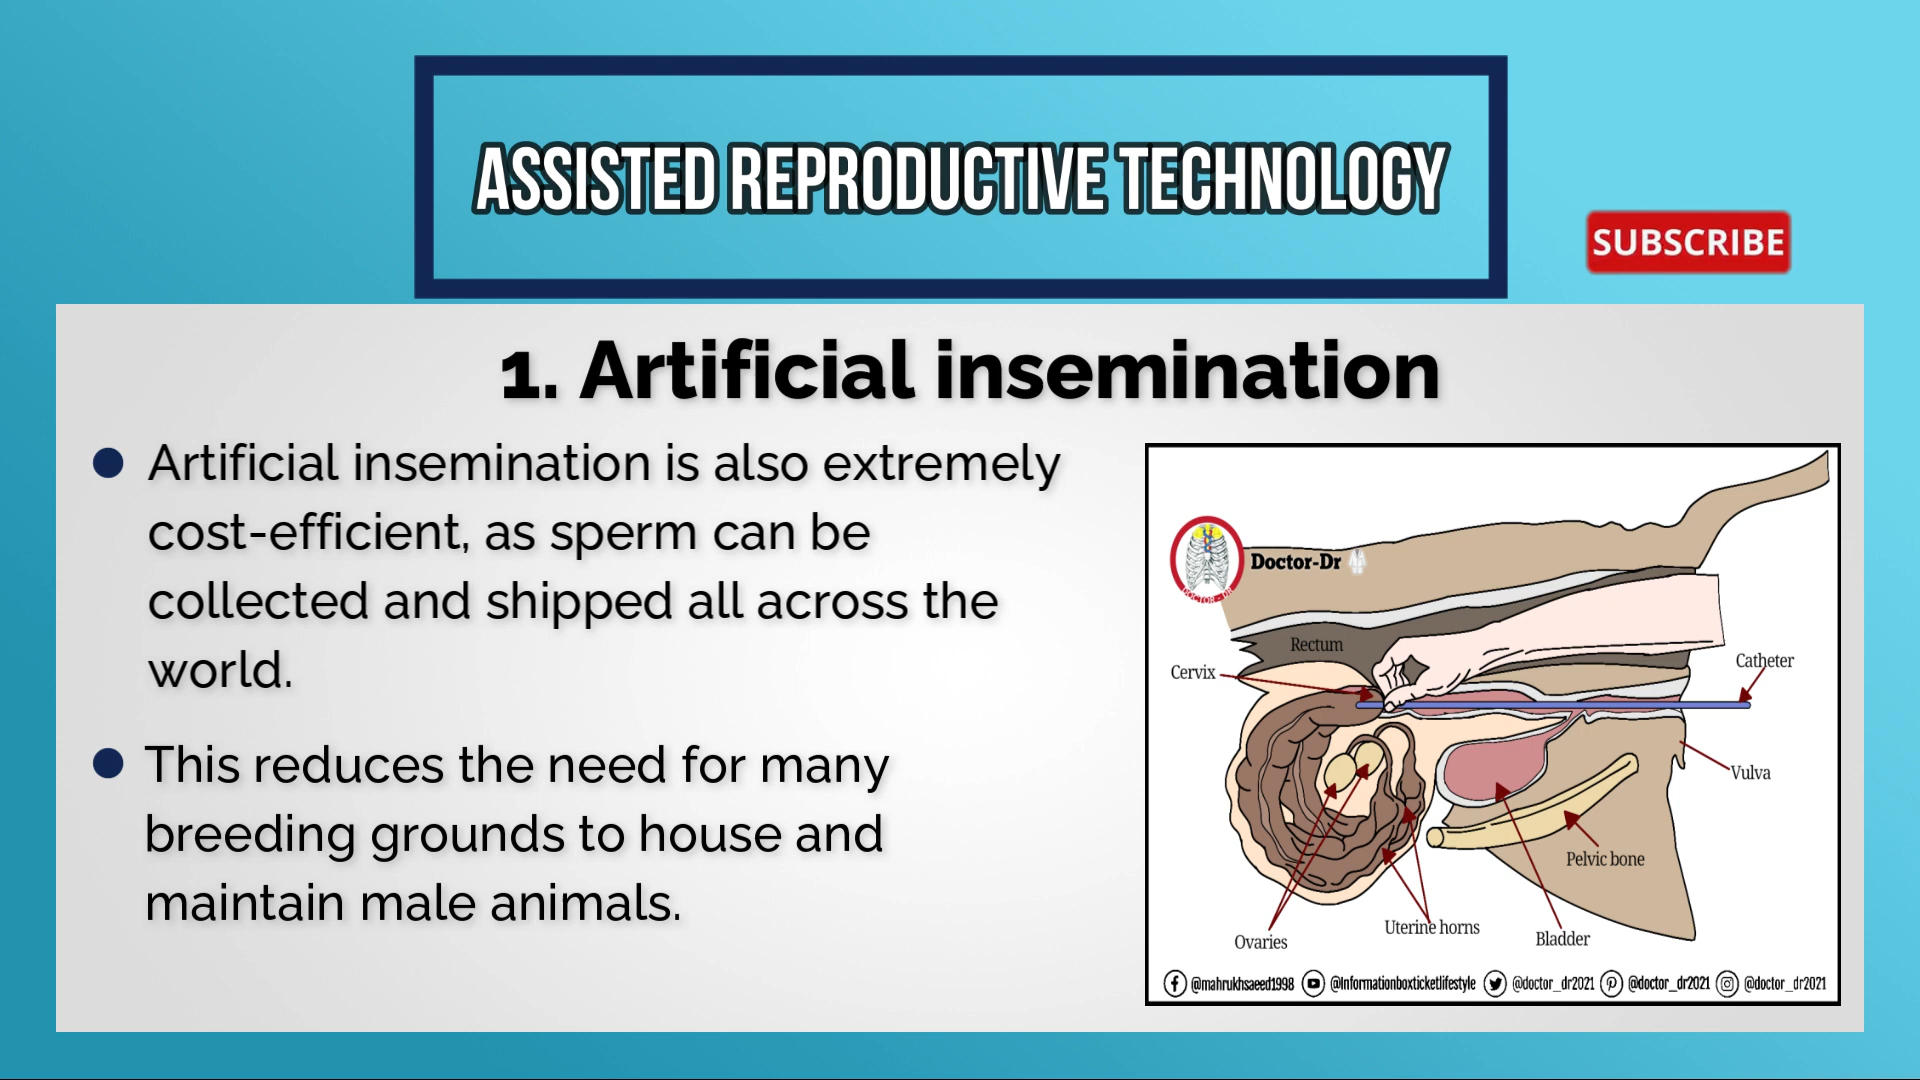 ASSISTED REPRODUCTIVE TECHNOLOGY
SUBSCRIBE
1. Artificial insemination
Artificial insemination is also extremely
cost-efficient, as sperm can be
collected and shipped all across the
world.
This reduces the need for many
breeding grounds to house and
maintain male animals.
Doctor-Dr
DOCTOR - DR
Rectum
Cervix
Catheter
Vulva
Pelvic bone
Uterine horns
Bladder
Ovaries
@mahrukhsaeed1998 @Informationboxticketlifestyle @doctor_dr2021 @doctor_dr2021 @doctor_dr2021